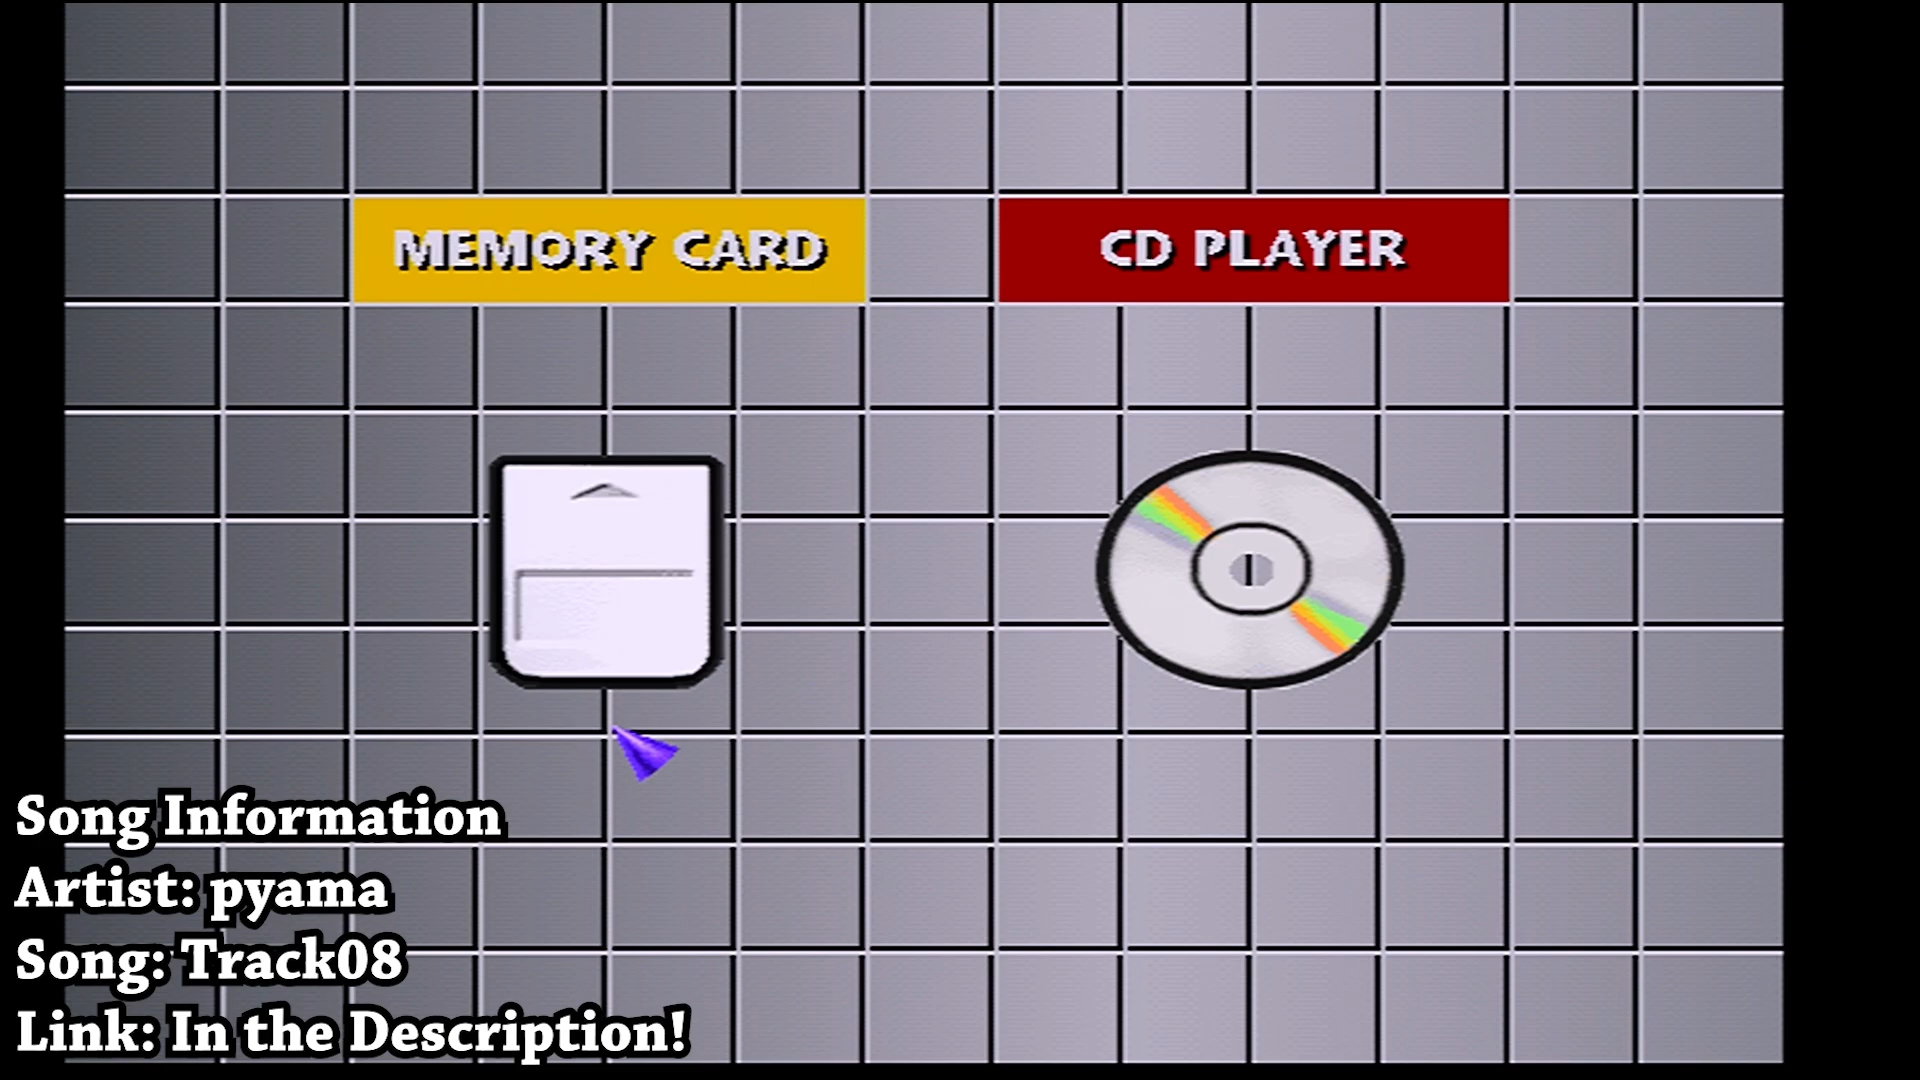 MEMORY CARD
CD PLAYER
Song Information
Artist: pyama
Song: Track08
Link: In the Description!